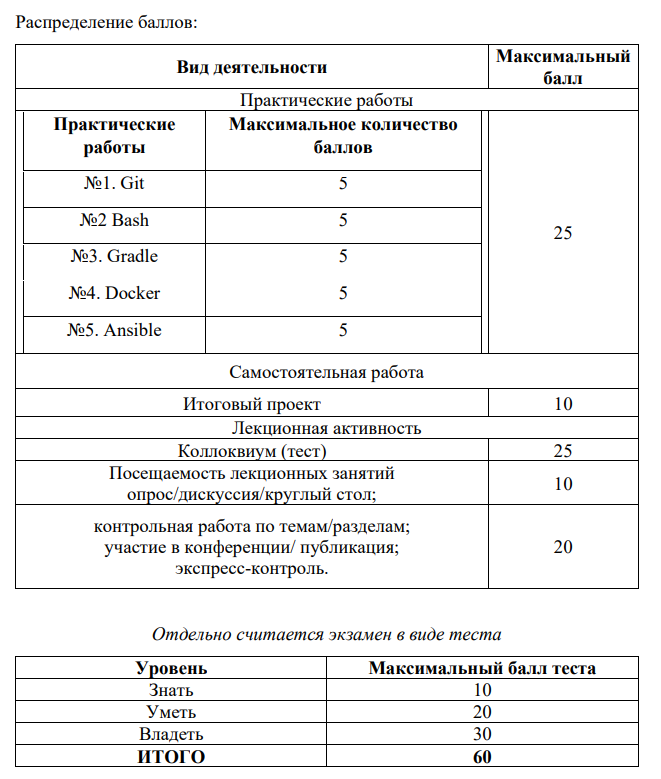 Распределение баллов:
Вид деятельности
Максимальный
балл
Практические работы
Практические
работы
Максимальное количество
баллов
№1. Git 5
№2 Bash 5
№3. Gradle 5
№4. Docker 5
№5. Ansible 5
25
Самостоятельная работа
Итоговый проект 10
Лекционная активность
Коллоквиум (тест) 25
Посещаемость лекционных занятий
опрос/дискуссия/круглый стол;
10
контрольная работа по темам/разделам;
участие в конференции/ публикация;
экспресс-контроль.
20
Отдельно считается экзамен в виде теста
Уровень Максимальный балл теста
Знать 10
Уметь 20
Владеть 30
ИТОГО 60